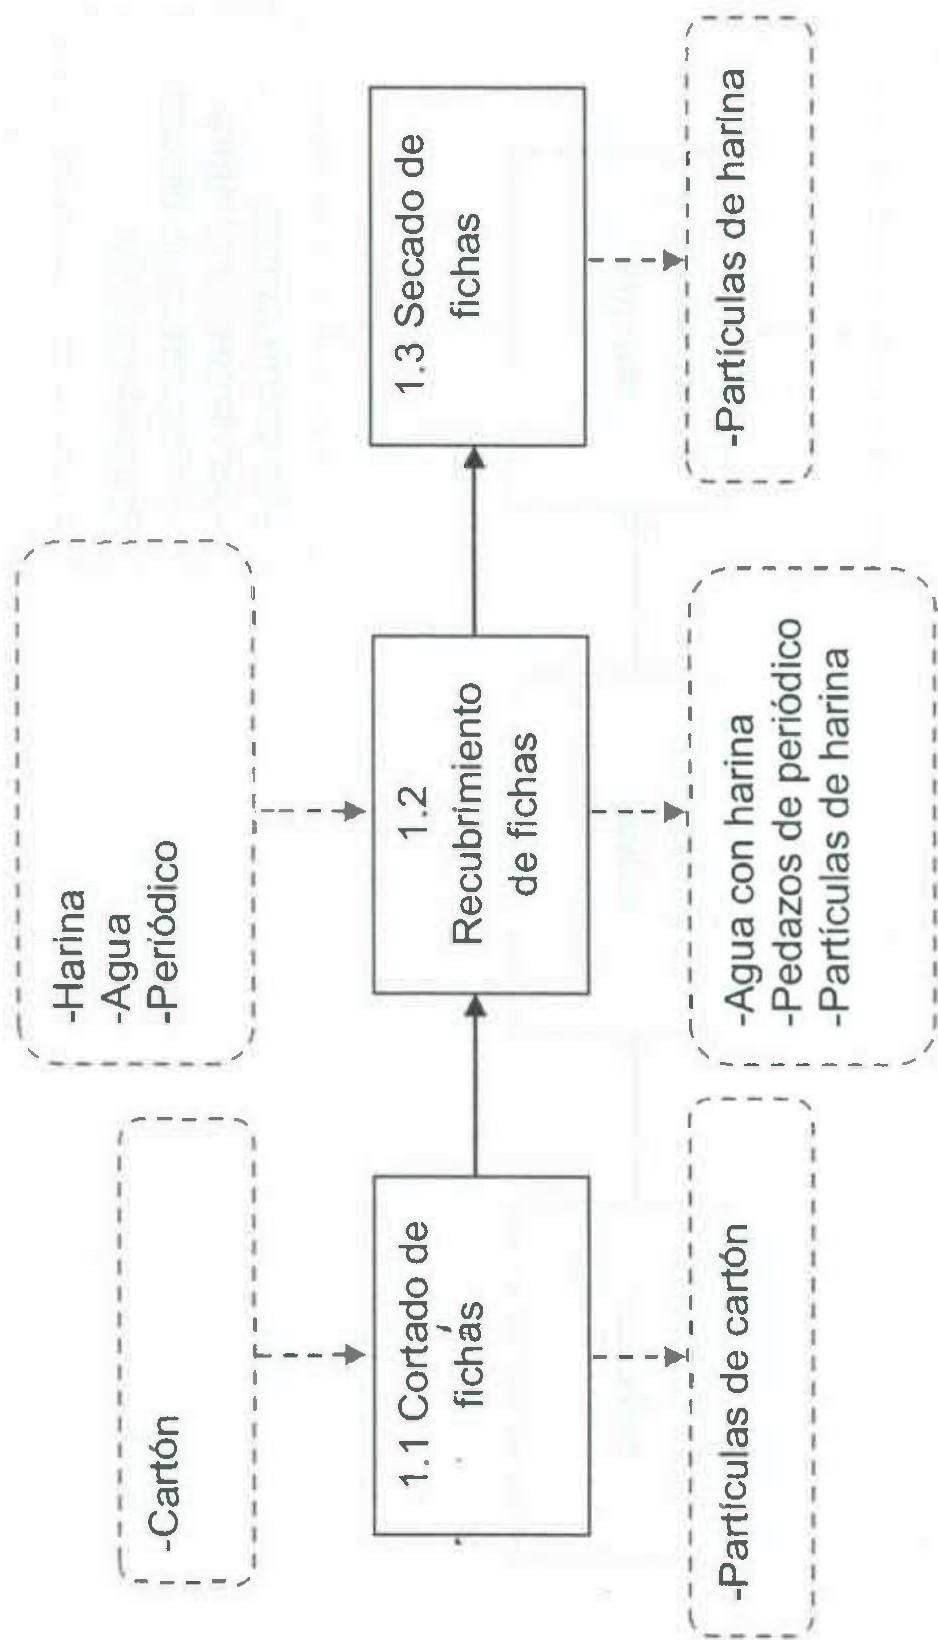 -Cartón
-Harina
-Agua
-Periódico
1.1 Cortado de
fichas
1.2
Recubrimiento
de fichas
1.3 Secado de
fichas
-Partículas de cartón
-Agua con harina
-Pedazos de periódico
-Partículas de harina
-Partículas de harina